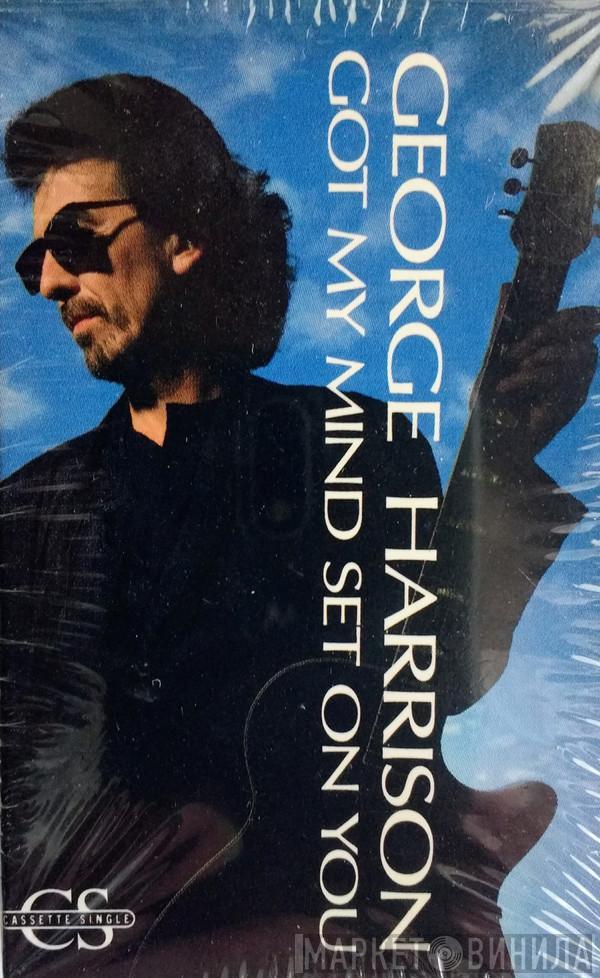 GEORGE HARRISON
GOT MY MIND SET ON YOU
CS
CASSETTE SINGLE
МАРКЕТ ВИНИЛА